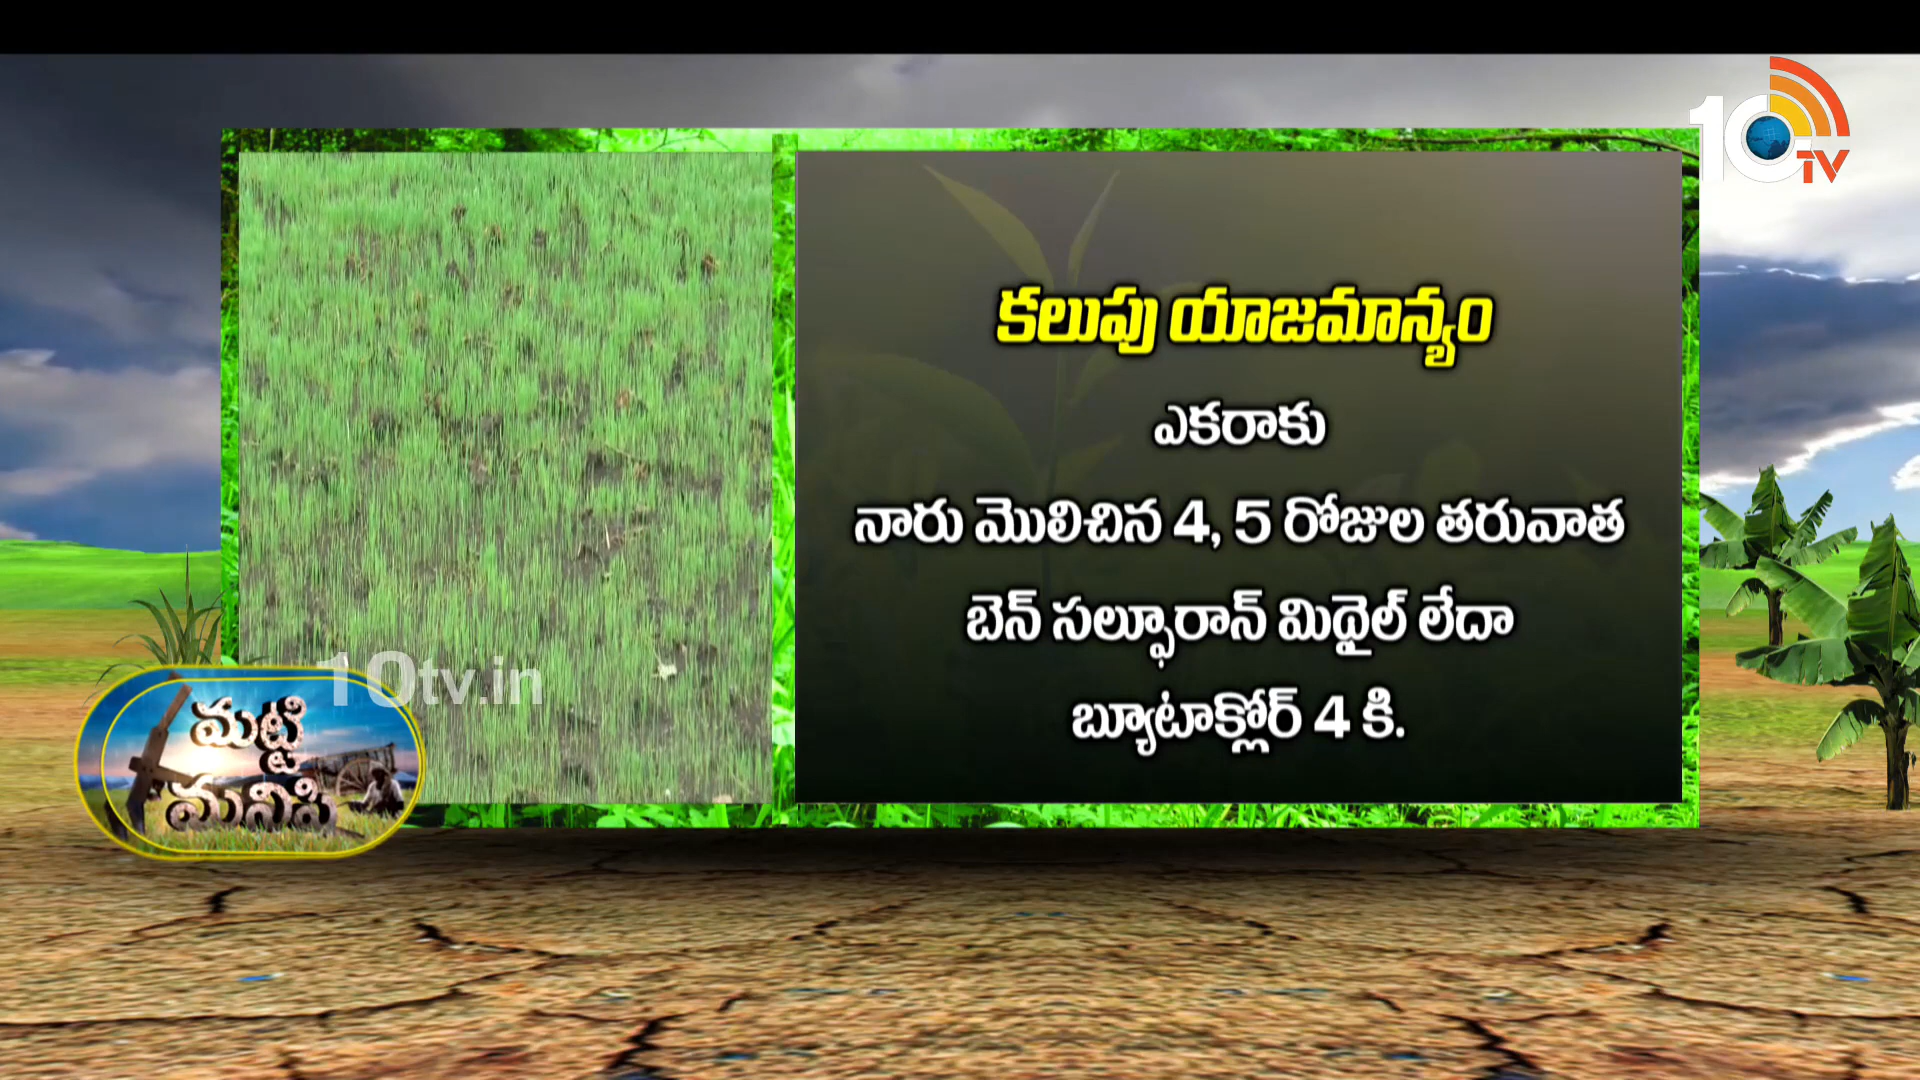 10TV
కలుపు యాజమాన్యం
ఎకరాకు
నారు మొలిచిన 4, 5 రోజుల తరువాత
బెన్ సల్ఫూరాన్ మిథైల్ లేదా
బ్యూటాక్లోర్ 4 కి.
10tv.in
మట్టి
మనిషి